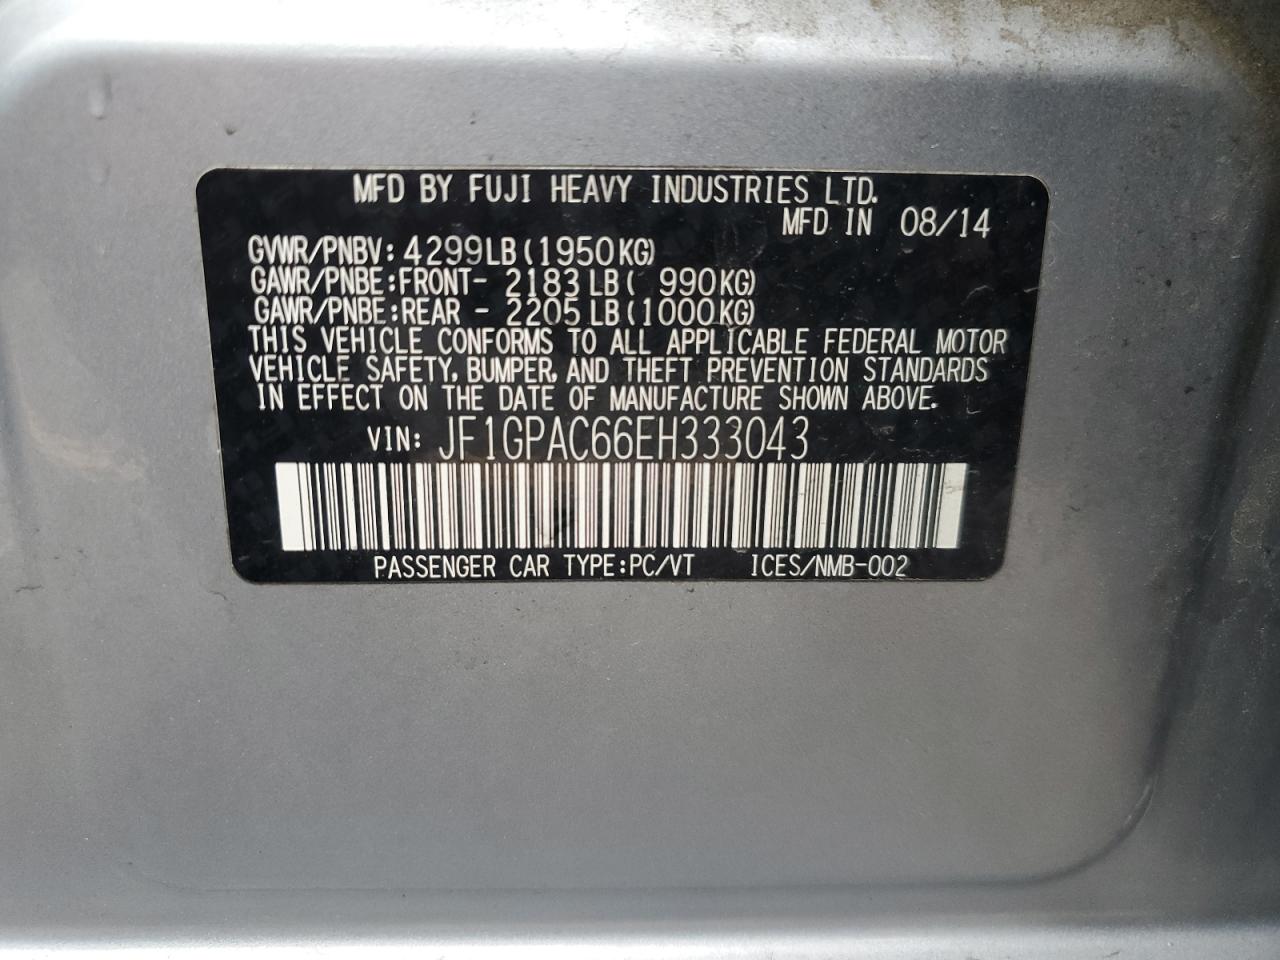 MFD BY FUJI HEAVY INDUSTRIES LTD.
MFD IN 08/14
GVWR/PNBV: 4299LB(1950KG)
GAWR/PNBE:FRONT- 2183LB( 990KG)
GAWR/PNBE:REAR - 2205LB(1000KG)
THIS VEHICLE CONFORMS TO ALL APPLICABLE FEDERAL MOTOR
VEHICLE SAFETY, BUMPER, AND THEFT PREVENTION STANDARDS
IN EFFECT ON THE DATE OF MANUFACTURE SHOWN ABOVE.
VIN: JF1GPAC66EH333043
PASSENGER CAR TYPE:PC/VT ICES/NMB-002